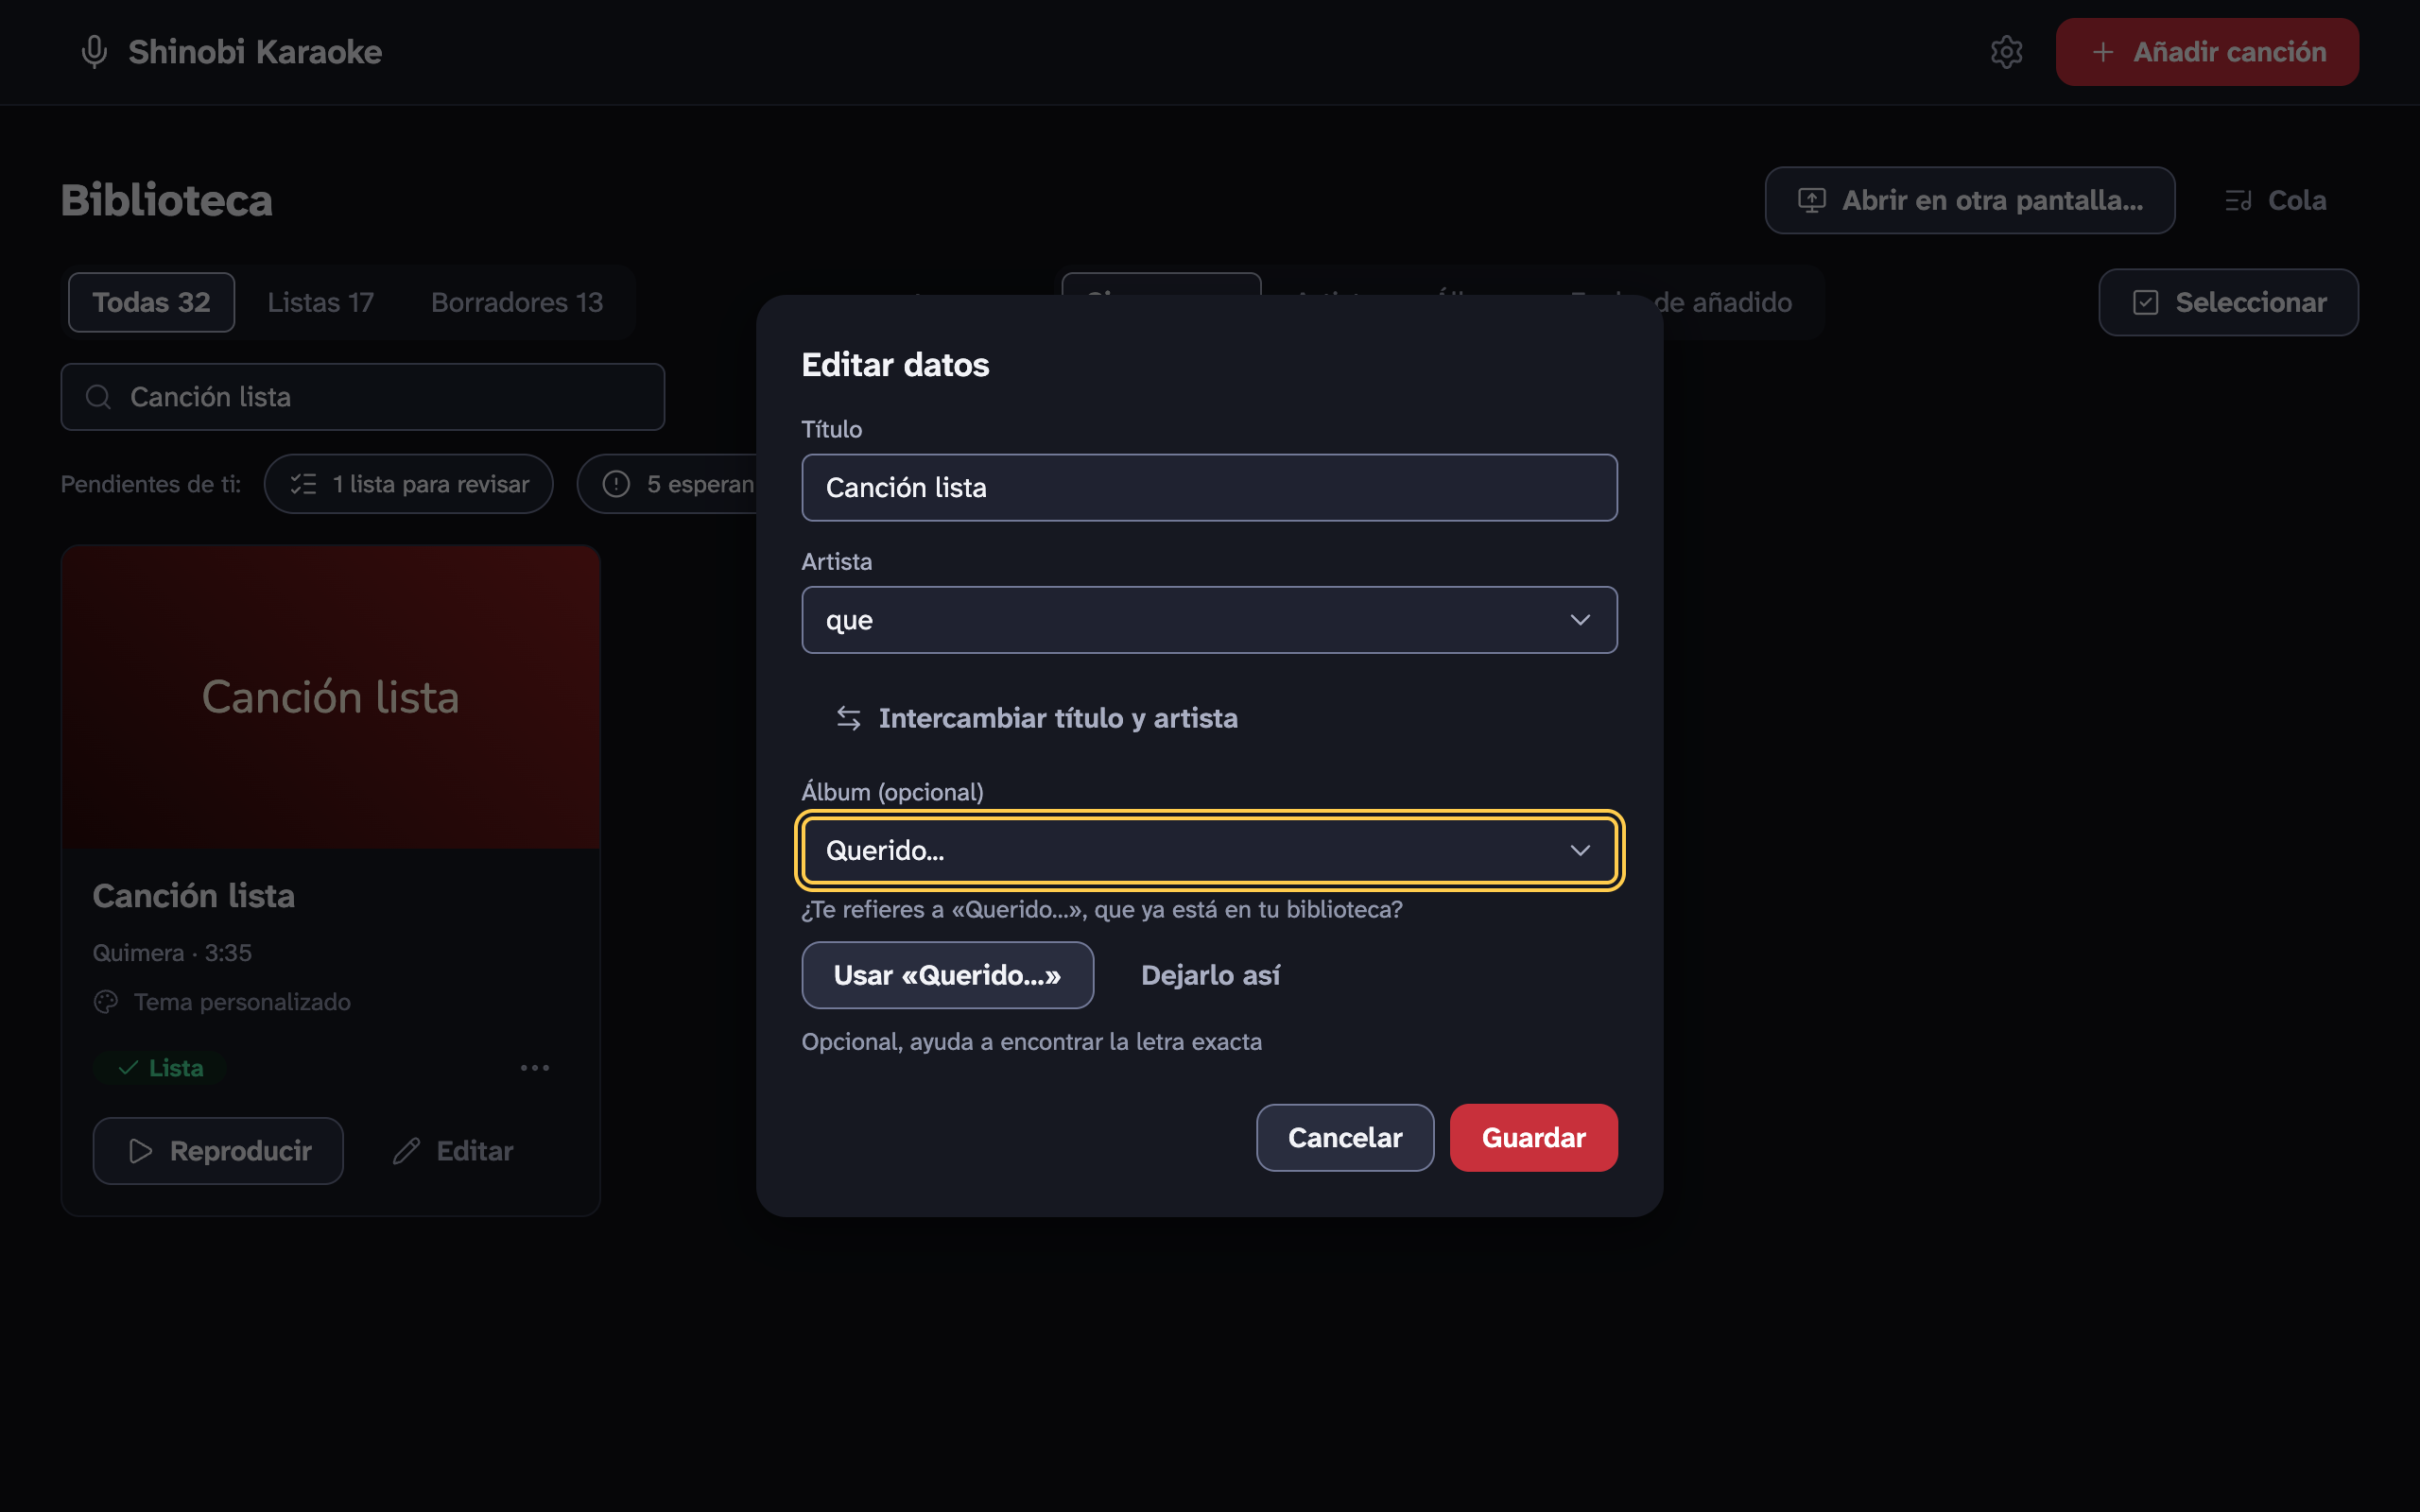 Shinobi Karaoke
Añadir canción
Biblioteca
Abrir en otra pantalla...
Cola
Todas 32
Listas 17
Borradores 13
de añadido
Seleccionar
Canción lista
Pendientes de ti:
1 lista para revisar
5 esperan
Canción lista
Canción lista
Quimera · 3:35
Tema personalizado
Lista
Reproducir
Editar
Editar datos
Título
Canción lista
Artista
que
Intercambiar título y artista
Álbum (opcional)
Querido...
¿Te refieres a «Querido...», que ya está en tu biblioteca?
Usar «Querido...»
Dejarlo así
Opcional, ayuda a encontrar la letra exacta
Cancelar
Guardar